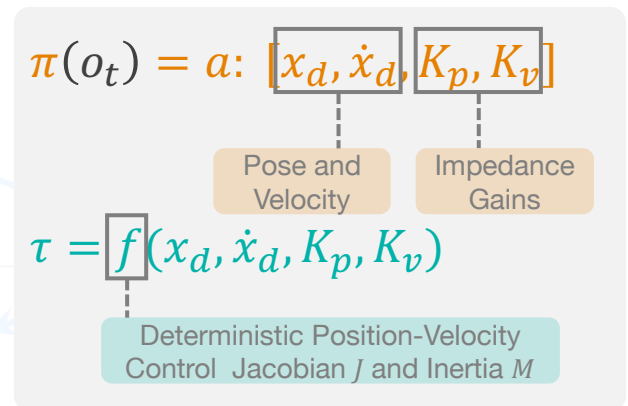 π(oₜ) = a: [x_d, ẋ_d, K_p, K_v]
Pose and
Velocity
Impedance
Gains
τ = f(x_d, ẋ_d, K_p, K_v)
Deterministic Position-Velocity
Control Jacobian J and Inertia M